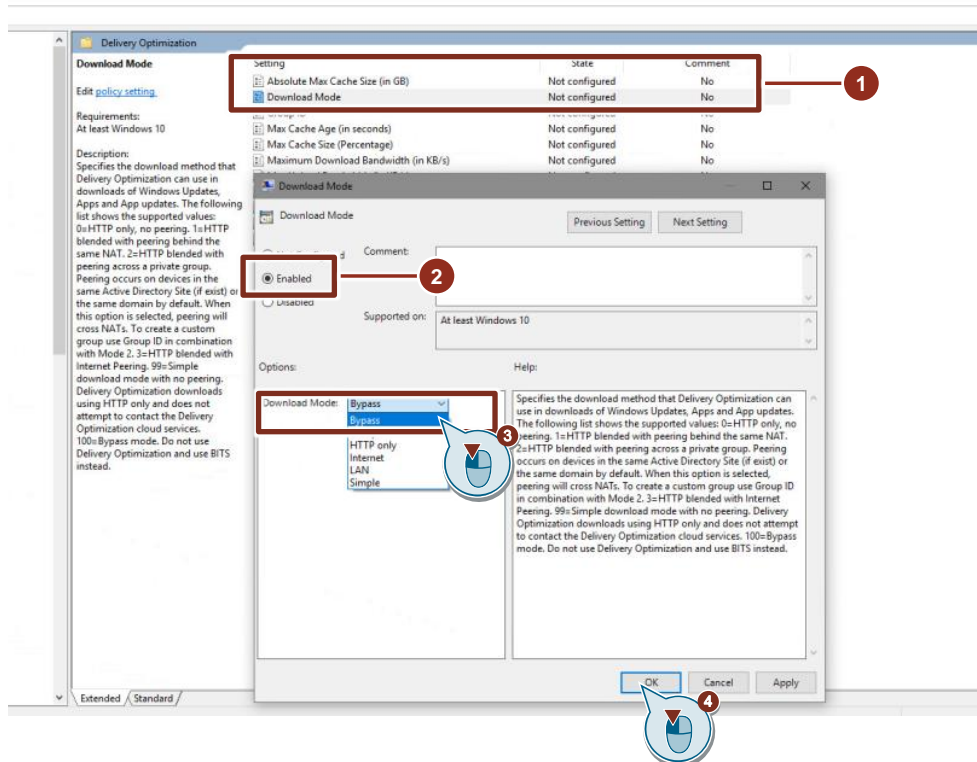 Delivery Optimization
Download Mode
Edit policy setting
Requirements:
At least Windows 10
Description:
Specifies the download method that
Delivery Optimization can use in
downloads of Windows Updates,
Apps and App updates. The following
list shows the supported values:
0=HTTP only, no peering. 1=HTTP
blended with peering behind the
same NAT. 2=HTTP blended with
peering across a private group.
Peering occurs on devices in the
same Active Directory Site (if exist) or
the same domain by default. When
this option is selected, peering will
cross NATs. To create a custom
group use Group ID in combination
with Mode 2. 3=HTTP blended with
Internet Peering. 99=Simple
download mode with no peering.
Delivery Optimization downloads
using HTTP only and does not
attempt to contact the Delivery
Optimization cloud services.
100=Bypass mode. Do not use
Delivery Optimization and use BITS
instead.
Setting State Comment
Absolute Max Cache Size (in GB) Not configured No
Download Mode Not configured No
Max Cache Age (in seconds) Not configured No
Max Cache Size (Percentage) Not configured No
Maximum Download Bandwidth (in KB/s) Not configured No
1
Download Mode
Download Mode
Previous Setting Next Setting
Comment:
Enabled
2
Disabled
Supported on:
At least Windows 10
Options:
Help:
Download Mode: Bypass
Bypass
HTTP only
Internet
LAN
Simple
3
Specifies the download method that Delivery Optimization can
use in downloads of Windows Updates, Apps and App updates.
The following list shows the supported values: 0=HTTP only, no
peering. 1=HTTP blended with peering behind the same NAT.
2=HTTP blended with peering across a private group. Peering
occurs on devices in the same Active Directory Site (if exist) or
the same domain by default. When this option is selected,
peering will cross NATs. To create a custom group use Group ID
in combination with Mode 2. 3=HTTP blended with Internet
Peering. 99=Simple download mode with no peering. Delivery
Optimization downloads using HTTP only and does not attempt
to contact the Delivery Optimization cloud services. 100=Bypass
mode. Do not use Delivery Optimization and use BITS instead.
OK Cancel Apply
4
Extended Standard